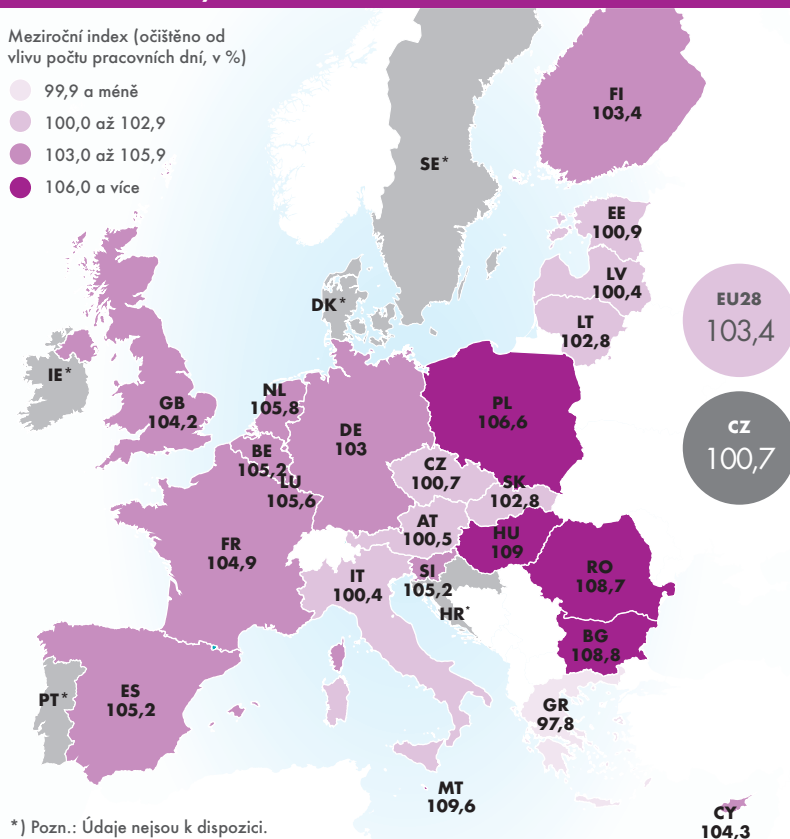 Meziroční index (očištěno od
vlivu počtu pracovních dní, v %)
99,9 a méně
100,0 až 102,9
103,0 až 105,9
106,0 a více
FI
103,4
SE*
EE
100,9
LV
100,4
LT
102,8
EU28
103,4
CZ
100,7
DK*
IE*
GB
104,2
NL
105,8
DE
103
PL
106,6
BE
105,2
LU
105,6
CZ
100,7
SK
102,8
AT
100,5
HU
109
FR
104,9
IT
100,4
SI
105,2
HR*
RO
108,7
BG
108,8
PT*
ES
105,2
GR
97,8
MT
109,6
CY
104,3
*) Pozn.: Údaje nejsou k dispozici.